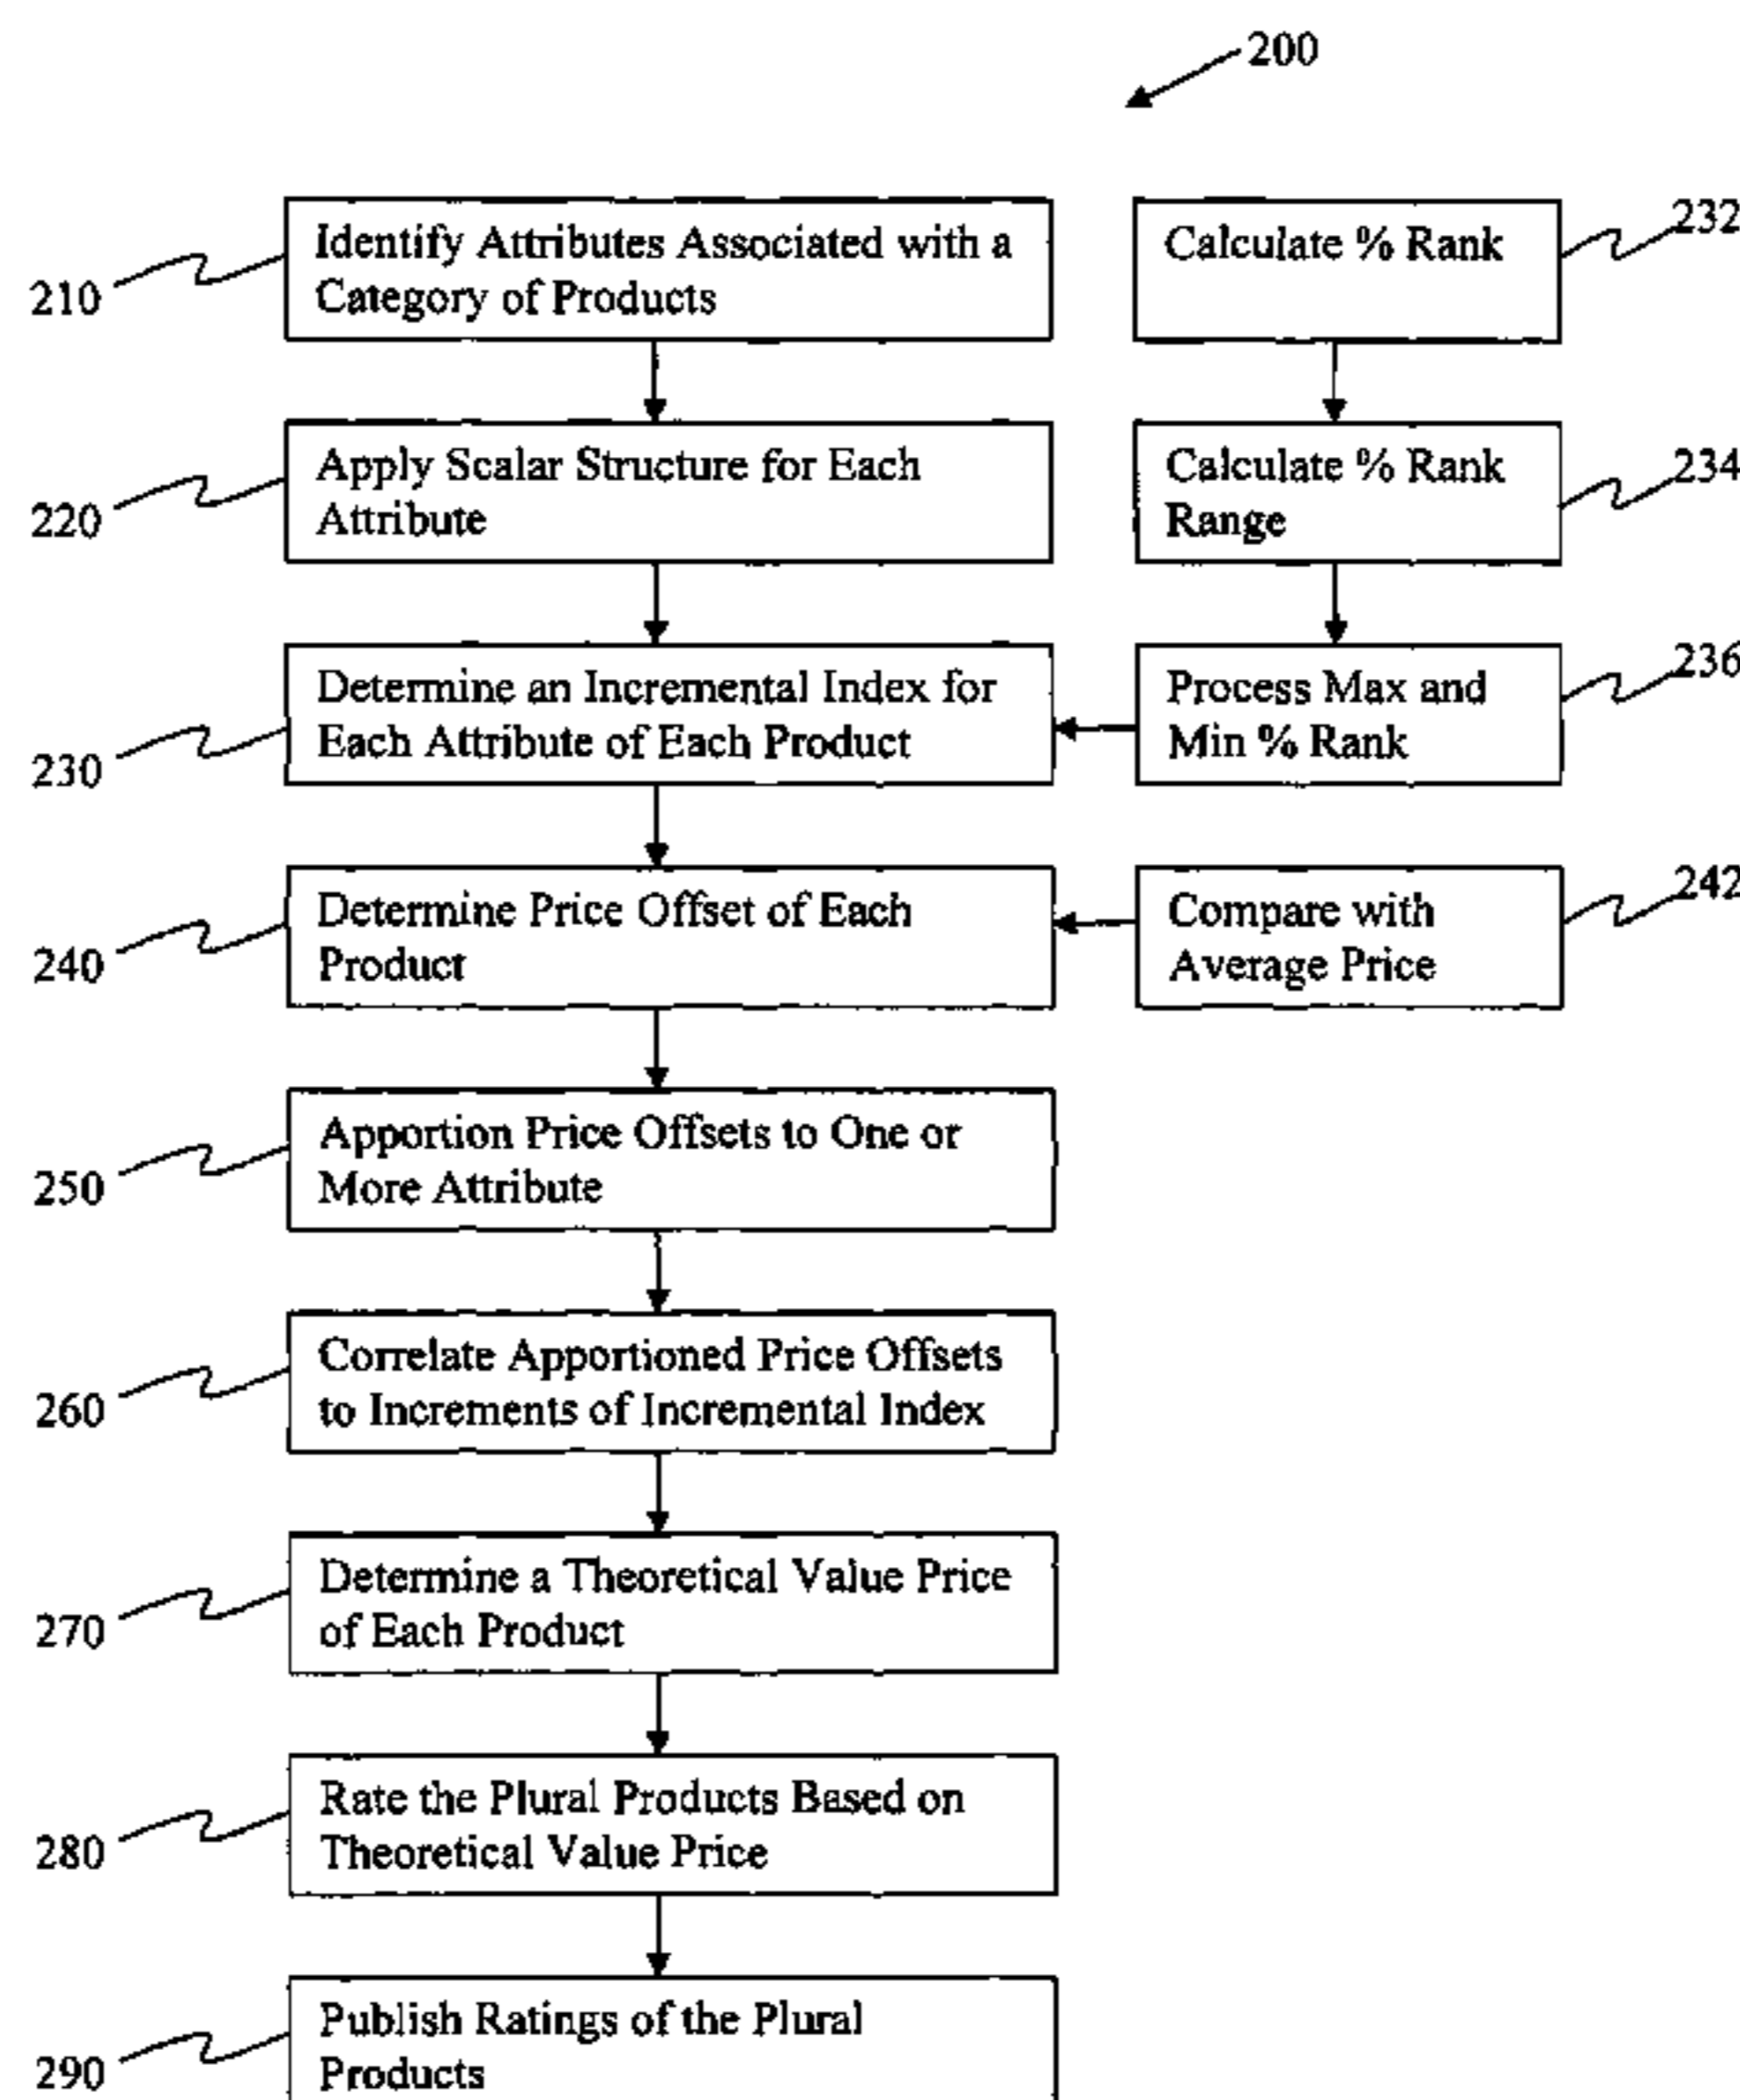 200
210
Identify Attributes Associated with a
Category of Products
232
Calculate % Rank
220
Apply Scalar Structure for Each
Attribute
234
Calculate % Rank
Range
230
Determine an Incremental Index for
Each Attribute of Each Product
236
Process Max and
Min % Rank
240
Determine Price Offset of Each
Product
242
Compare with
Average Price
250
Apportion Price Offsets to One or
More Attribute
260
Correlate Apportioned Price Offsets
to Increments of Incremental Index
270
Determine a Theoretical Value Price
of Each Product
280
Rate the Plural Products Based on
Theoretical Value Price
290
Publish Ratings of the Plural
Products